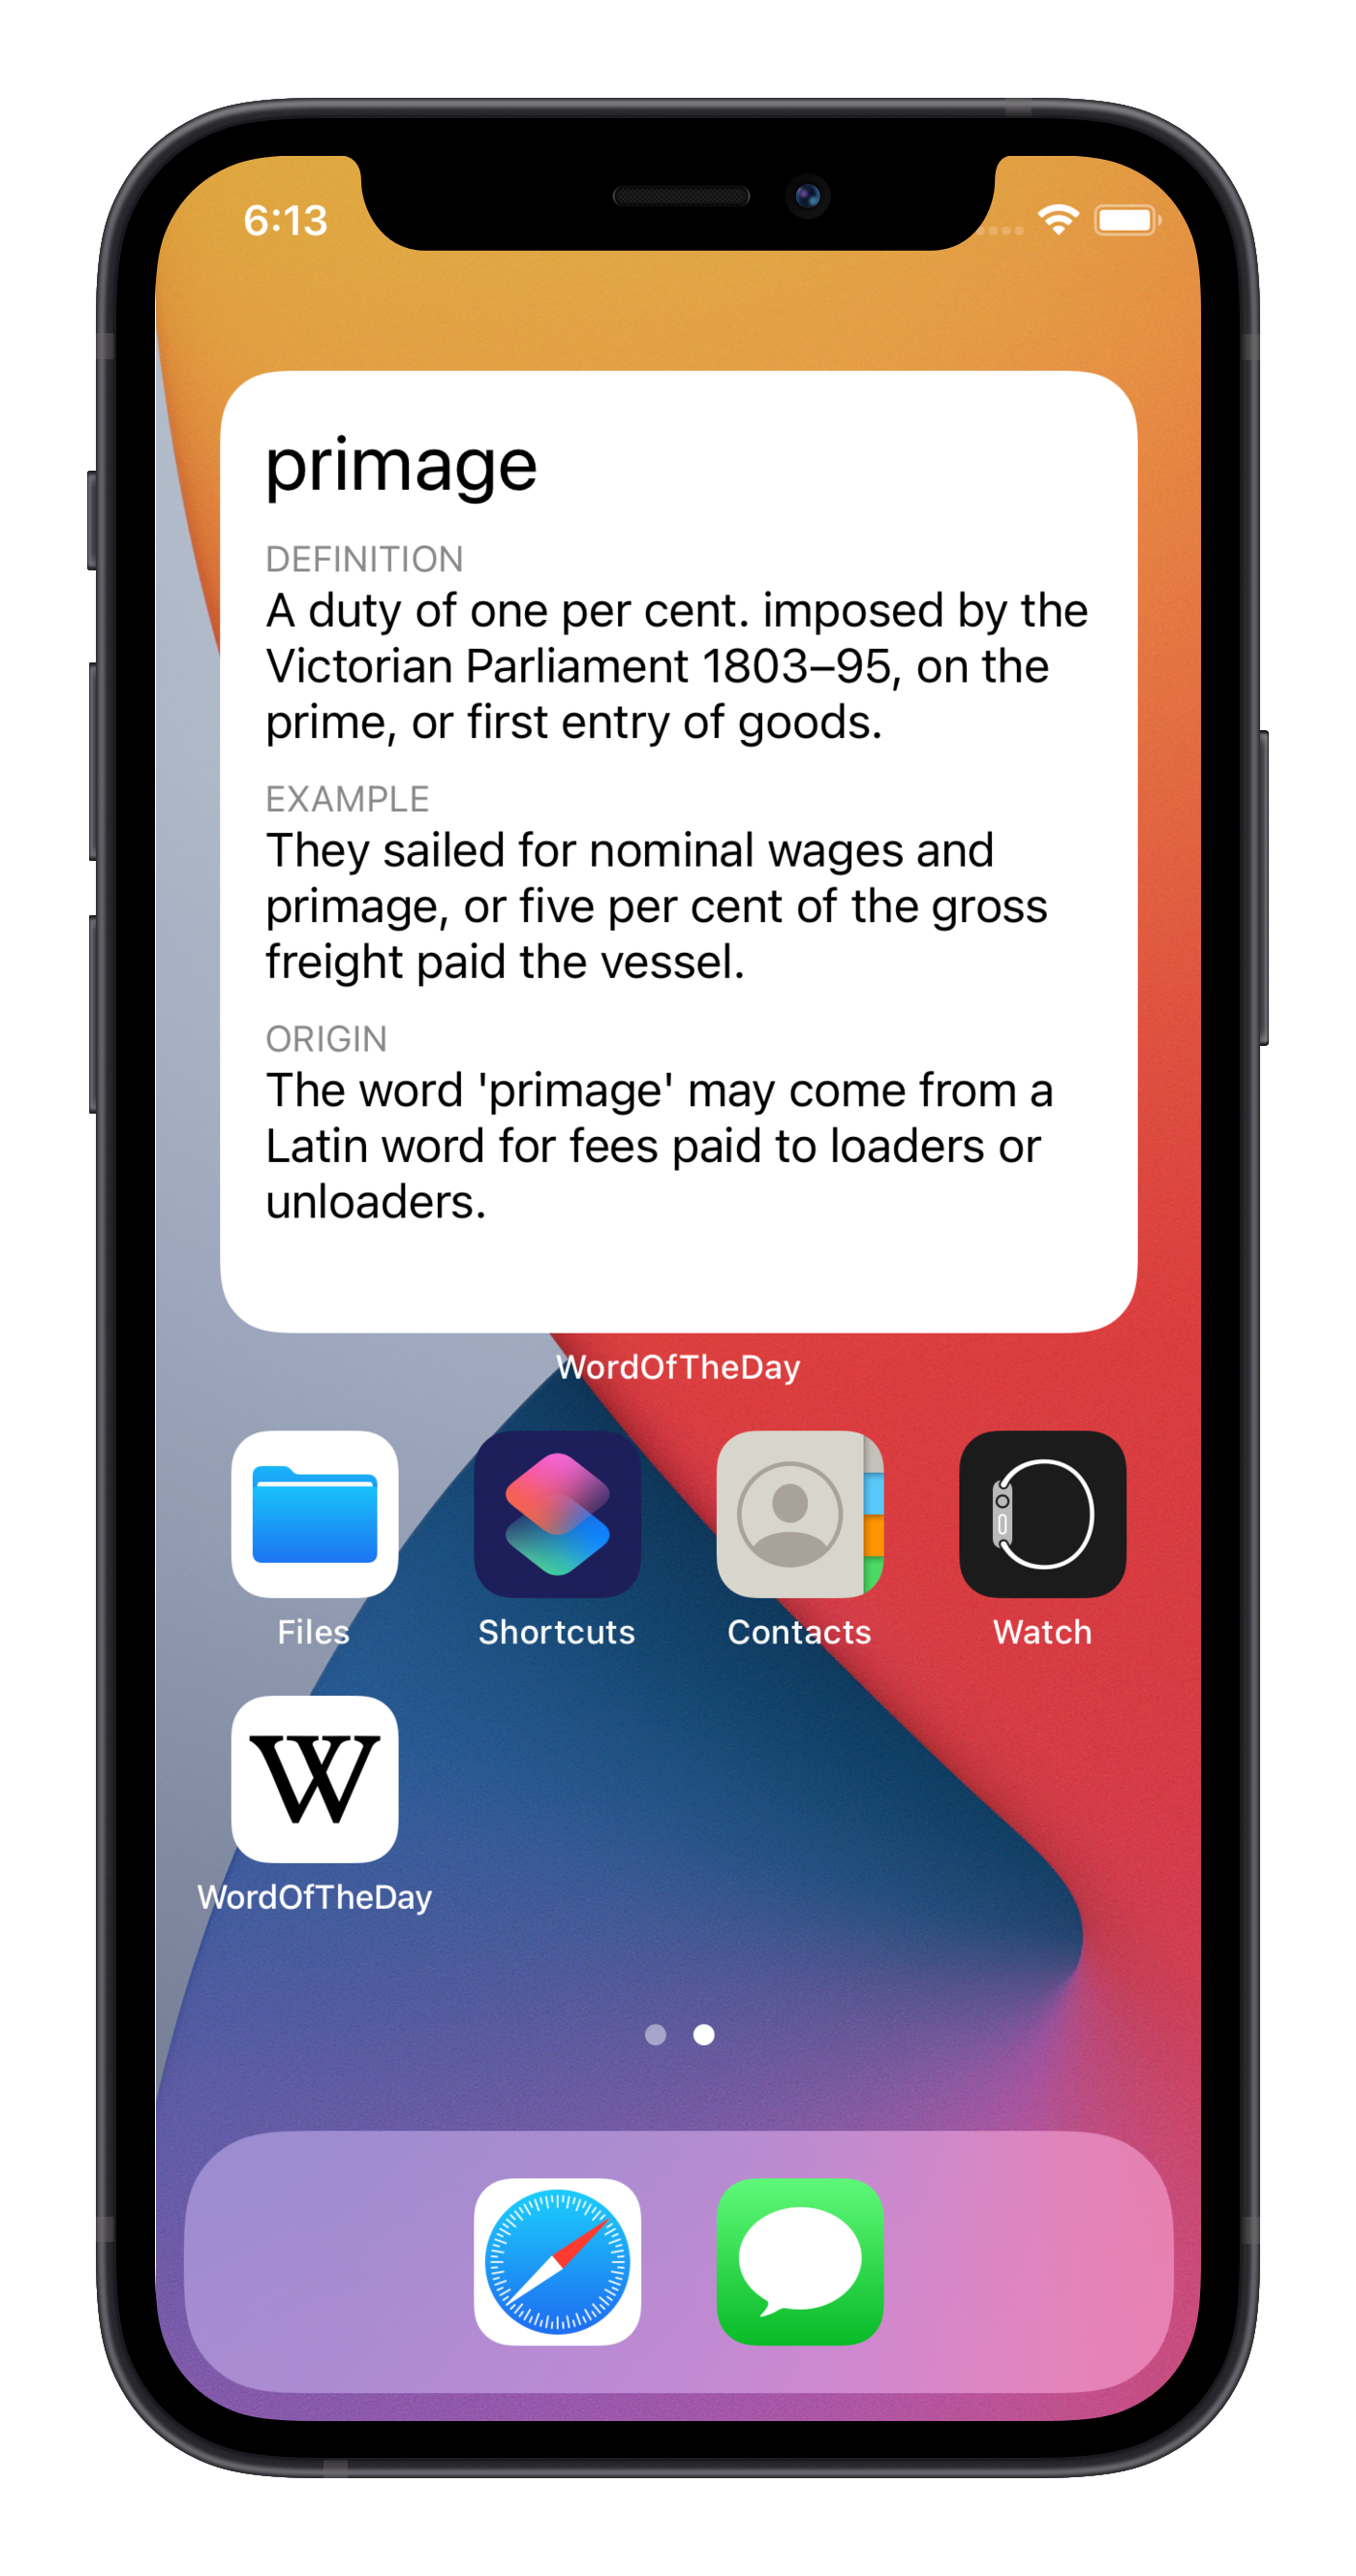 6:13
primage
DEFINITION
A duty of one per cent. imposed by the
Victorian Parliament 1803–95, on the
prime, or first entry of goods.
EXAMPLE
They sailed for nominal wages and
primage, or five per cent of the gross
freight paid the vessel.
ORIGIN
The word 'primage' may come from a
Latin word for fees paid to loaders or
unloaders.
WordOfTheDay
Files Shortcuts Contacts Watch
W
WordOfTheDay